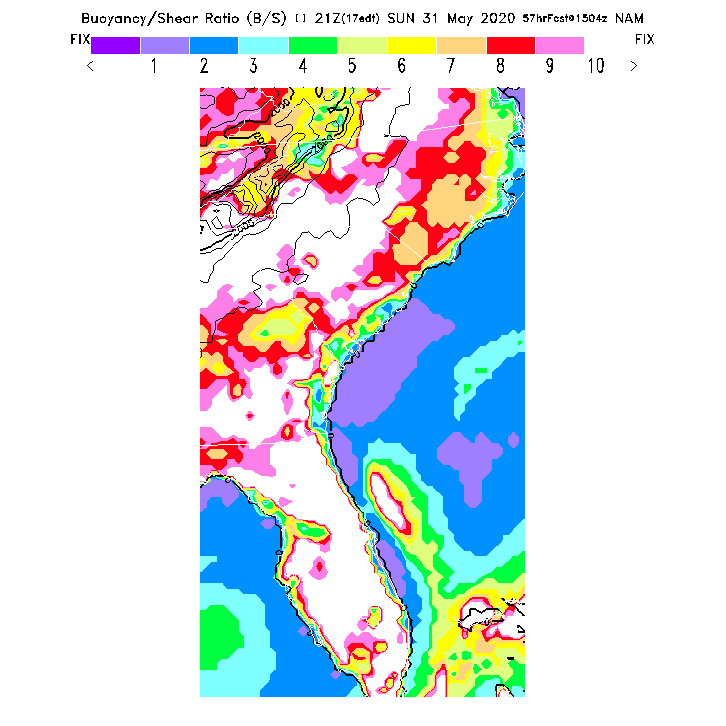 Buoyancy/Shear Ratio (B/S) [] 21Z(17edt) SUN 31 May 2020 57hrFcst@1504z NAM
FIX FIX
< 1 2 3 4 5 6 7 8 9 10 >